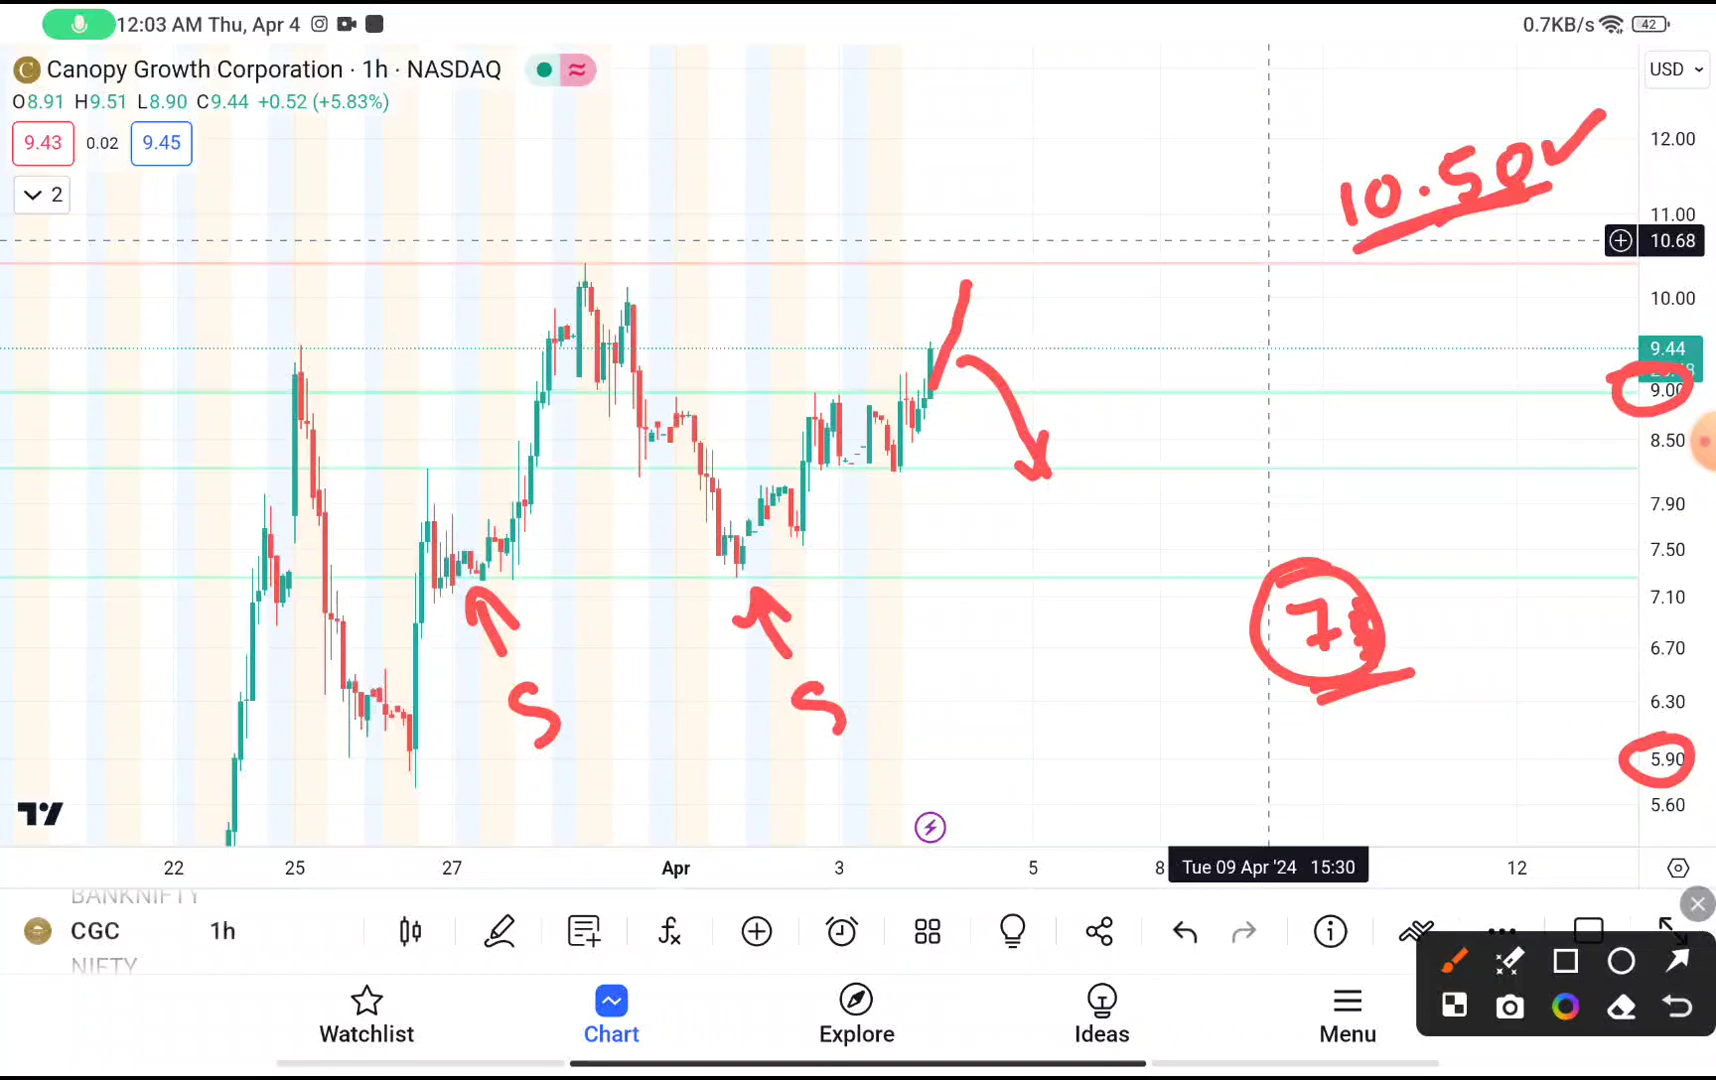 12:03 AM Thu, Apr 4
0.7KB/s
42
C Canopy Growth Corporation · 1h · NASDAQ
USD
O8.91 H9.51 L8.90 C9.44 +0.52 (+5.83%)
9.43 0.02 9.45
2
12.00
10.50
11.00
10.68
10.00
9.44
9.00
8.50
7.90
7.50
7.10
7
6.70
6.30
S S
5.90
5.60
22 25 27 Apr 3 5 8 Tue 09 Apr '24 15:30 12
BANKNIFTY
CGC 1h
NIFTY
Watchlist Chart Explore Ideas Menu